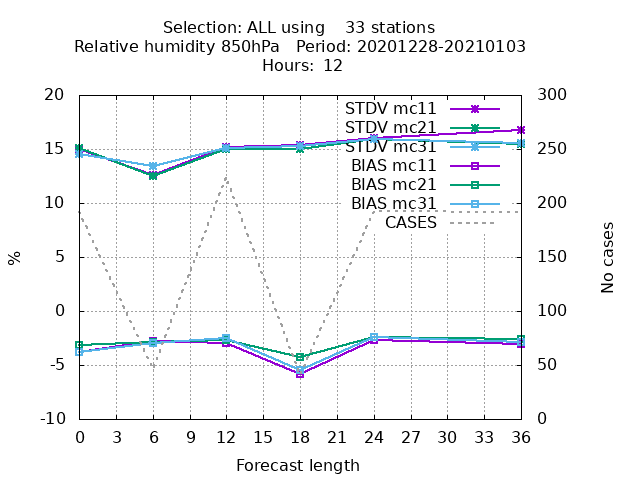 Selection: ALL using 33 stations
Relative humidity 850hPa Period: 20201228-20210103
Hours: 12
20
15
10
5
0
-5
-10
%
300
250
200
150
100
50
0
No cases
STDV mc11
STDV mc21
STDV mc31
BIAS mc11
BIAS mc21
BIAS mc31
CASES
0 3 6 9 12 15 18 21 24 27 30 33 36
Forecast length